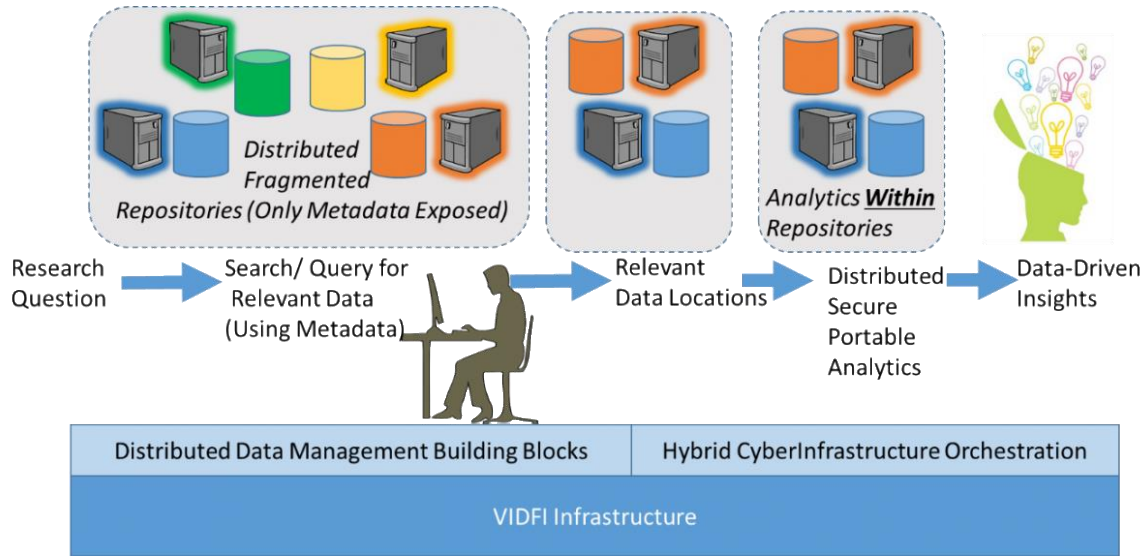 Distributed
Fragmented
Repositories (Only Metadata Exposed)
Analytics Within
Repositories
Research
Question
Search/ Query for
Relevant Data
(Using Metadata)
Relevant
Data Locations
Distributed
Secure
Portable
Analytics
Data-Driven
Insights
Distributed Data Management Building Blocks
Hybrid CyberInfrastructure Orchestration
VIDFI Infrastructure